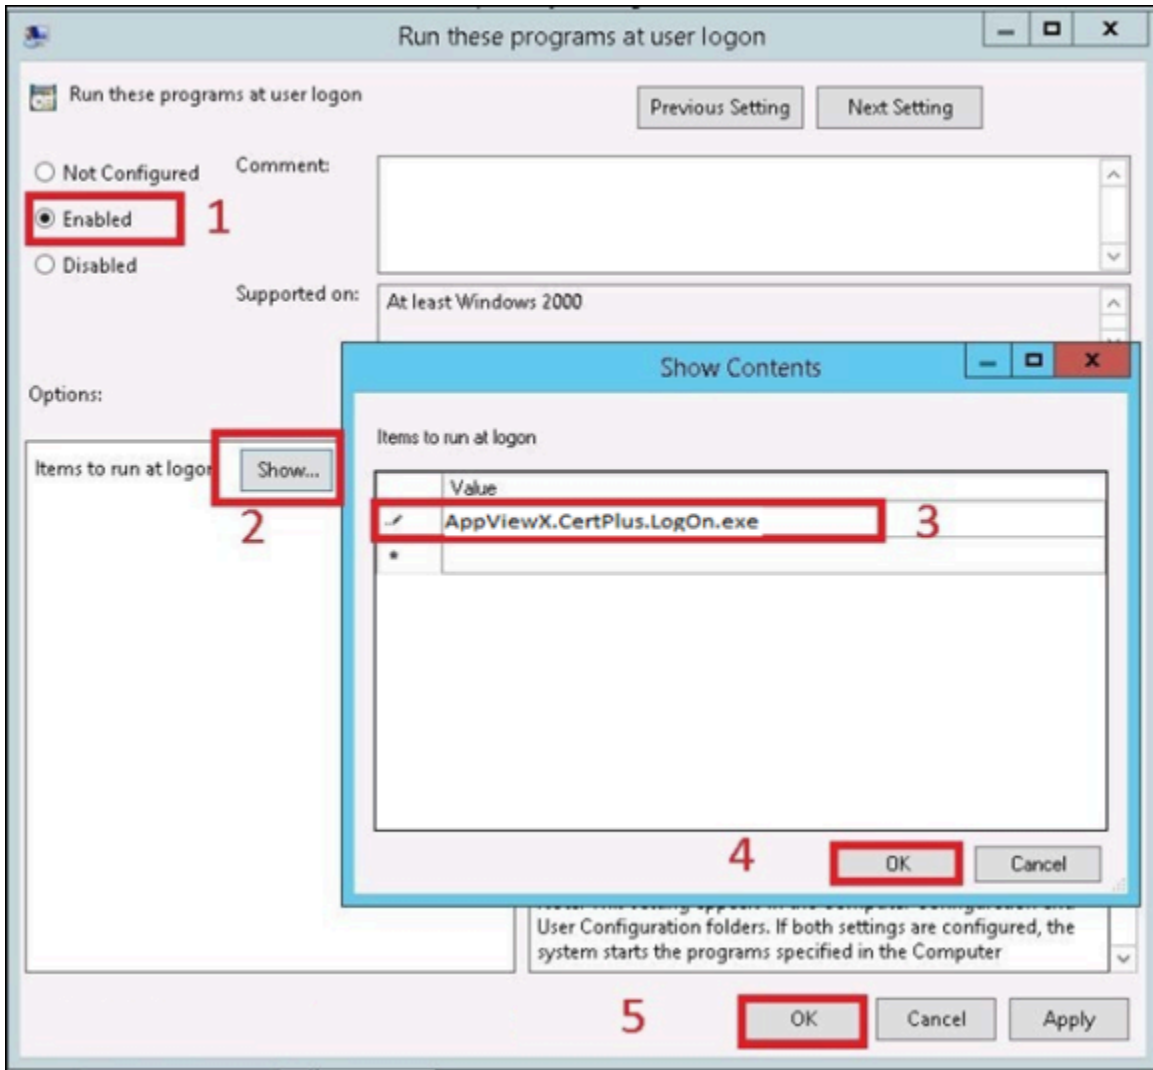 Run these programs at user logon
Run these programs at user logon
Previous Setting
Next Setting
Not Configured
Comment:
Enabled
1
Disabled
Supported on:
At least Windows 2000
Show Contents
Options:
Items to run at logon
Items to run at logon
Show...
2
Value
AppViewX.CertPlus.LogOn.exe
3
*
4
OK
Cancel
User Configuration folders. If both settings are configured, the
system starts the programs specified in the Computer
5
OK
Cancel
Apply